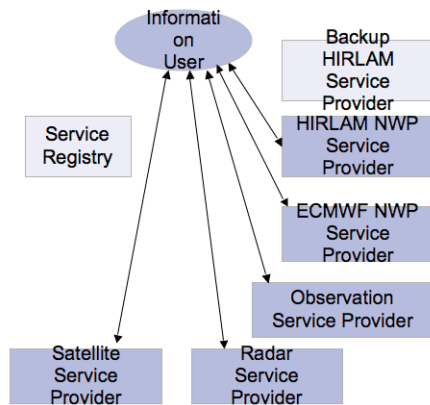 Informati
on
User
Backup
HIRLAM
Service
Provider
HIRLAM NWP
Service
Provider
Service
Registry
ECMWF NWP
Service
Provider
Observation
Service Provider
Satellite
Service
Provider
Radar
Service
Provider